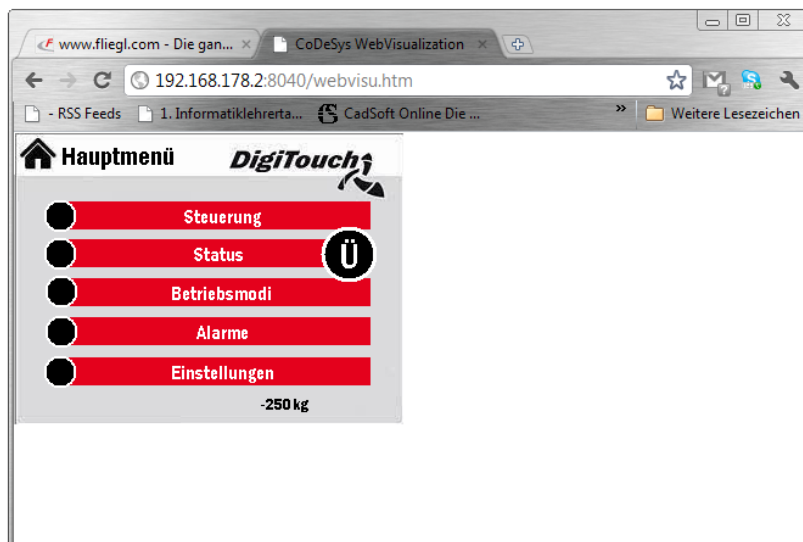 www.fliegl.com - Die gan... × CoDeSys WebVisualization ×
192.168.178.2:8040/webvisu.htm
- RSS Feeds 1. Informatiklehrerta... CadSoft Online Die ... » Weitere Lesezeichen
Hauptmenü DigiTouch
Steuerung
Status Ü
Betriebsmodi
Alarme
Einstellungen
-250 kg